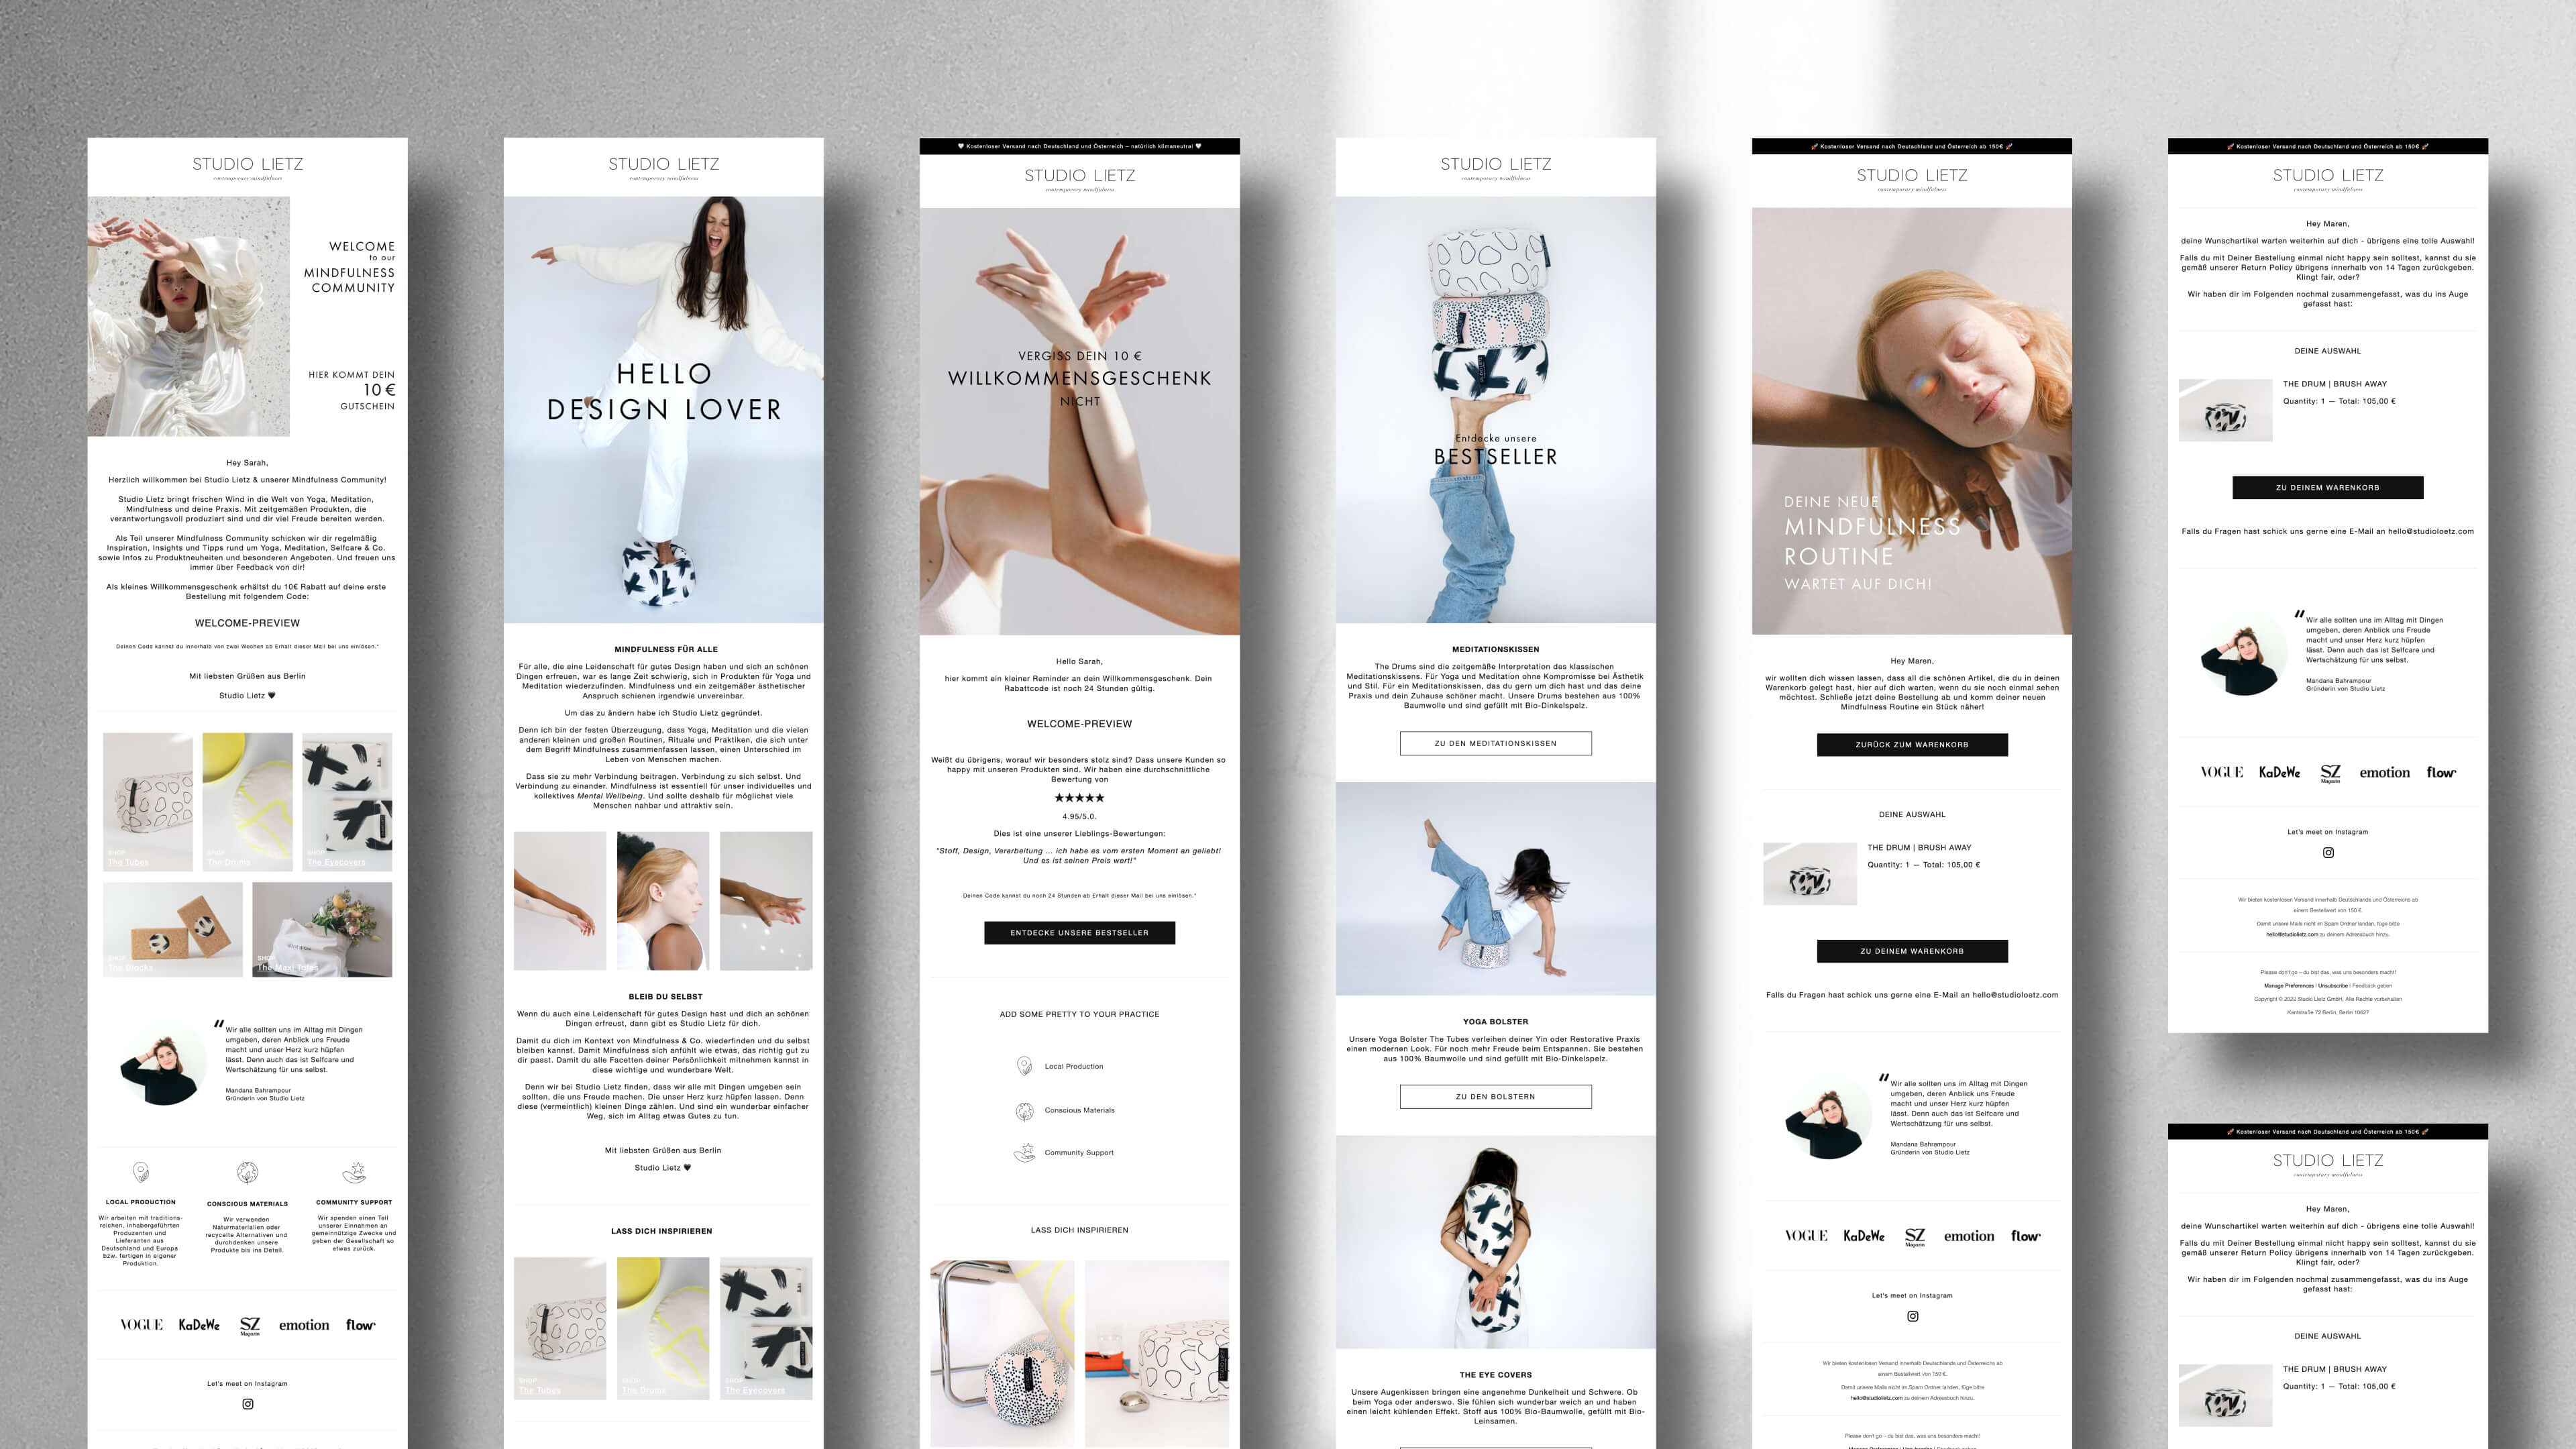 STUDIO LIETZ
contemporary mindfulness
WELCOME
to our
MINDFULNESS
COMMUNITY
HIER KOMMT DEIN
10 €
GUTSCHEIN
Hey Sarah,
Herzlich willkommen bei Studio Lietz & unserer Mindfulness Community!
Studio Lietz bringt frischen Wind in die Welt von Yoga, Meditation,
Mindfulness und deine Praxis. Mit zeitgemäßen Produkten, die
verantwortungsvoll produziert sind und dir viel Freude bereiten werden.
Als Teil unserer Mindfulness Community schicken wir dir regelmäßig
Inspiration, Insights und Tipps rund um Yoga, Meditation, Selfcare & Co.
sowie Infos zu Produktneuheiten und besonderen Angeboten. Und freuen uns
immer über Feedback von dir!
Als kleines Willkommensgeschenk erhältst du 10€ Rabatt auf deine erste
Bestellung mit folgendem Code:
WELCOME-PREVIEW
Deinen Code kannst du innerhalb von zwei Wochen ab Erhalt dieser Mail bei uns einlösen.*
Mit liebsten Grüßen aus Berlin
Studio Lietz 🖤
SHOP
The Tubes
SHOP
The Drums
SHOP
The Eyecovers
SHOP
The Blocks
SHOP
The Maxi Totes
" Wir alle sollten uns im Alltag mit Dingen
umgeben, deren Anblick uns Freude
macht und unser Herz kurz hüpfen
lässt. Denn auch das ist Selfcare und
Wertschätzung für uns selbst.
Mandana Bahrampour
Gründerin von Studio Lietz
LOCAL PRODUCTION
Wir arbeiten mit traditions-
reichen, inhabergeführten
Produzenten und
Lieferanten aus
Deutschland und Europa
bzw. fertigen in eigener
Produktion.
CONSCIOUS MATERIALS
Wir verwenden
Naturmaterialien oder
recycelte Alternativen und
durchdenken unsere
Produkte bis ins Detail.
COMMUNITY SUPPORT
Wir spenden einen Teil
unserer Einnahmen an
gemeinnützige Zwecke und
geben der Gesellschaft so
etwas zurück.
VOGUE KaDeWe SZ Magazin emotion flow
Let's meet on Instagram
STUDIO LIETZ
contemporary mindfulness
HELLO
DESIGN LOVER
MINDFULNESS FÜR ALLE
Für alle, die eine Leidenschaft für gutes Design haben und sich an schönen
Dingen erfreuen, war es lange Zeit schwierig, sich in Produkten für Yoga und
Meditation wiederzufinden. Mindfulness und ein zeitgemäßer ästhetischer
Anspruch schienen irgendwie unvereinbar.
Um das zu ändern habe ich Studio Lietz gegründet.
Denn ich bin der festen Überzeugung, dass Yoga, Meditation und die vielen
anderen kleinen und großen Routinen, Rituale und Praktiken, die sich unter
dem Begriff Mindfulness zusammenfassen lassen, einen Unterschied im
Leben von Menschen machen.
Dass sie zu mehr Verbindung beitragen. Verbindung zu sich selbst. Und
Verbindung zu einander. Mindfulness ist essentiell für unser individuelles und
kollektives Mental Wellbeing. Und sollte deshalb für möglichst viele
Menschen nahbar und attraktiv sein.
BLEIB DU SELBST
Wenn du auch eine Leidenschaft für gutes Design hast und dich an schönen
Dingen erfreust, dann gibt es Studio Lietz für dich.
Damit du dich im Kontext von Mindfulness & Co. wiederfinden und du selbst
bleiben kannst. Damit Mindfulness sich anfühlt wie etwas, das richtig gut zu
dir passt. Damit du alle Facetten deiner Persönlichkeit mitnehmen kannst in
diese wichtige und wunderbare Welt.
Denn wir bei Studio Lietz finden, dass wir alle mit Dingen umgeben sein
sollten, die uns Freude machen. Die unser Herz kurz hüpfen lassen. Denn
diese (vermeintlich) kleinen Dinge zählen. Und sind ein wunderbar einfacher
Weg, sich im Alltag etwas Gutes zu tun.
Mit liebsten Grüßen aus Berlin
Studio Lietz 🖤
LASS DICH INSPIRIEREN
SHOP
The Tubes
SHOP
The Drums
SHOP
The Eyecovers
🤍 Kostenloser Versand nach Deutschland und Österreich – natürlich klimaneutral 🤍
STUDIO LIETZ
contemporary mindfulness
VERGISS DEIN 10 €
WILLKOMMENSGESCHENK
NICHT
Hello Sarah,
hier kommt ein kleiner Reminder an dein Willkommensgeschenk. Dein
Rabattcode ist noch 24 Stunden gültig.
WELCOME-PREVIEW
Weißt du übrigens, worauf wir besonders stolz sind? Dass unsere Kunden so
happy mit unseren Produkten sind. Wir haben eine durchschnittliche
Bewertung von
★★★★★
4.95/5.0.
Dies ist eine unserer Lieblings-Bewertungen:
"Stoff, Design, Verarbeitung ... ich habe es vom ersten Moment an geliebt!
Und es ist seinen Preis wert!"
Deinen Code kannst du noch 24 Stunden ab Erhalt dieser Mail bei uns einlösen.*
ENTDECKE UNSERE BESTSELLER
ADD SOME PRETTY TO YOUR PRACTICE
Local Production
Conscious Materials
Community Support
LASS DICH INSPIRIEREN
STUDIO LIETZ
contemporary mindfulness
Entdecke unsere
BESTSELLER
MEDITATIONSKISSEN
The Drums sind die zeitgemäße Interpretation des klassischen
Meditationskissens. Für Yoga und Meditation ohne Kompromisse bei Ästhetik
und Stil. Für ein Meditationskissen, das du gern um dich hast und das deine
Praxis und dein Zuhause schöner macht. Unsere Drums bestehen aus 100%
Baumwolle und sind gefüllt mit Bio-Dinkelspelz.
ZU DEN MEDITATIONSKISSEN
YOGA BOLSTER
Unsere Yoga Bolster The Tubes verleihen deiner Yin oder Restorative Praxis
einen modernen Look. Für noch mehr Freude beim Entspannen. Sie bestehen
aus 100% Baumwolle und sind gefüllt mit Bio-Dinkelspelz.
ZU DEN BOLSTERN
THE EYE COVERS
Unsere Augenkissen bringen eine angenehme Dunkelheit und Schwere. Ob
beim Yoga oder anderswo. Sie fühlen sich wunderbar weich an und haben
einen leicht kühlenden Effekt. Stoff aus 100% Bio-Baumwolle, gefüllt mit Bio-
Leinsamen.
🚀 Kostenloser Versand nach Deutschland und Österreich ab 150€ 🚀
STUDIO LIETZ
contemporary mindfulness
DEINE NEUE
MINDFULNESS
ROUTINE
WARTET AUF DICH!
Hey Maren,
wir wollten dich wissen lassen, dass all die schönen Artikel, die du in deinen
Warenkorb gelegt hast, hier auf dich warten, wenn du sie noch einmal sehen
möchtest. Schließe jetzt deine Bestellung ab und komm deiner neuen
Mindfulness Routine ein Stück näher!
ZURÜCK ZUM WARENKORB
DEINE AUSWAHL
THE DRUM | BRUSH AWAY
Quantity: 1 — Total: 105,00 €
ZU DEINEM WARENKORB
Falls du Fragen hast schick uns gerne eine E-Mail an hello@studioloetz.com
" Wir alle sollten uns im Alltag mit Dingen
umgeben, deren Anblick uns Freude
macht und unser Herz kurz hüpfen
lässt. Denn auch das ist Selfcare und
Wertschätzung für uns selbst.
Mandana Bahrampour
Gründerin von Studio Lietz
VOGUE KaDeWe SZ Magazin emotion flow
Let's meet on Instagram
Wir bieten kostenlosen Versand innerhalb Deutschlands und Österreichs ab
einem Bestellwert von 150 €.
Damit unsere Mails nicht im Spam Ordner landen, füge bitte
hello@studiolietz.com zu deinem Adressbuch hinzu.
Please don't go – du bist das, was uns besonders macht!
Manage Preferences | Unsubscribe | Feedback geben
🚀 Kostenloser Versand nach Deutschland und Österreich ab 150€ 🚀
STUDIO LIETZ
contemporary mindfulness
Hey Maren,
deine Wunschartikel warten weiterhin auf dich - übrigens eine tolle Auswahl!
Falls du mit Deiner Bestellung einmal nicht happy sein solltest, kannst du sie
gemäß unserer Return Policy übrigens innerhalb von 14 Tagen zurückgeben.
Klingt fair, oder?
Wir haben dir im Folgenden nochmal zusammengefasst, was du ins Auge
gefasst hast:
DEINE AUSWAHL
THE DRUM | BRUSH AWAY
Quantity: 1 — Total: 105,00 €
ZU DEINEM WARENKORB
Falls du Fragen hast schick uns gerne eine E-Mail an hello@studioloetz.com
" Wir alle sollten uns im Alltag mit Dingen
umgeben, deren Anblick uns Freude
macht und unser Herz kurz hüpfen
lässt. Denn auch das ist Selfcare und
Wertschätzung für uns selbst.
Mandana Bahrampour
Gründerin von Studio Lietz
VOGUE KaDeWe SZ Magazin emotion flow
Let's meet on Instagram
Wir bieten kostenlosen Versand innerhalb Deutschlands und Österreichs ab
einem Bestellwert von 150 €.
Damit unsere Mails nicht im Spam Ordner landen, füge bitte
hello@studiolietz.com zu deinem Adressbuch hinzu.
Please don't go – du bist das, was uns besonders macht!
Manage Preferences | Unsubscribe | Feedback geben
Copyright © 2022 Studio Lietz GmbH, Alle Rechte vorbehalten
Kantstraße 72 Berlin, Berlin 10627
🚀 Kostenloser Versand nach Deutschland und Österreich ab 150€ 🚀
STUDIO LIETZ
contemporary mindfulness
Hey Maren,
deine Wunschartikel warten weiterhin auf dich - übrigens eine tolle Auswahl!
Falls du mit Deiner Bestellung einmal nicht happy sein solltest, kannst du sie
gemäß unserer Return Policy übrigens innerhalb von 14 Tagen zurückgeben.
Klingt fair, oder?
Wir haben dir im Folgenden nochmal zusammengefasst, was du ins Auge
gefasst hast:
DEINE AUSWAHL
THE DRUM | BRUSH AWAY
Quantity: 1 — Total: 105,00 €